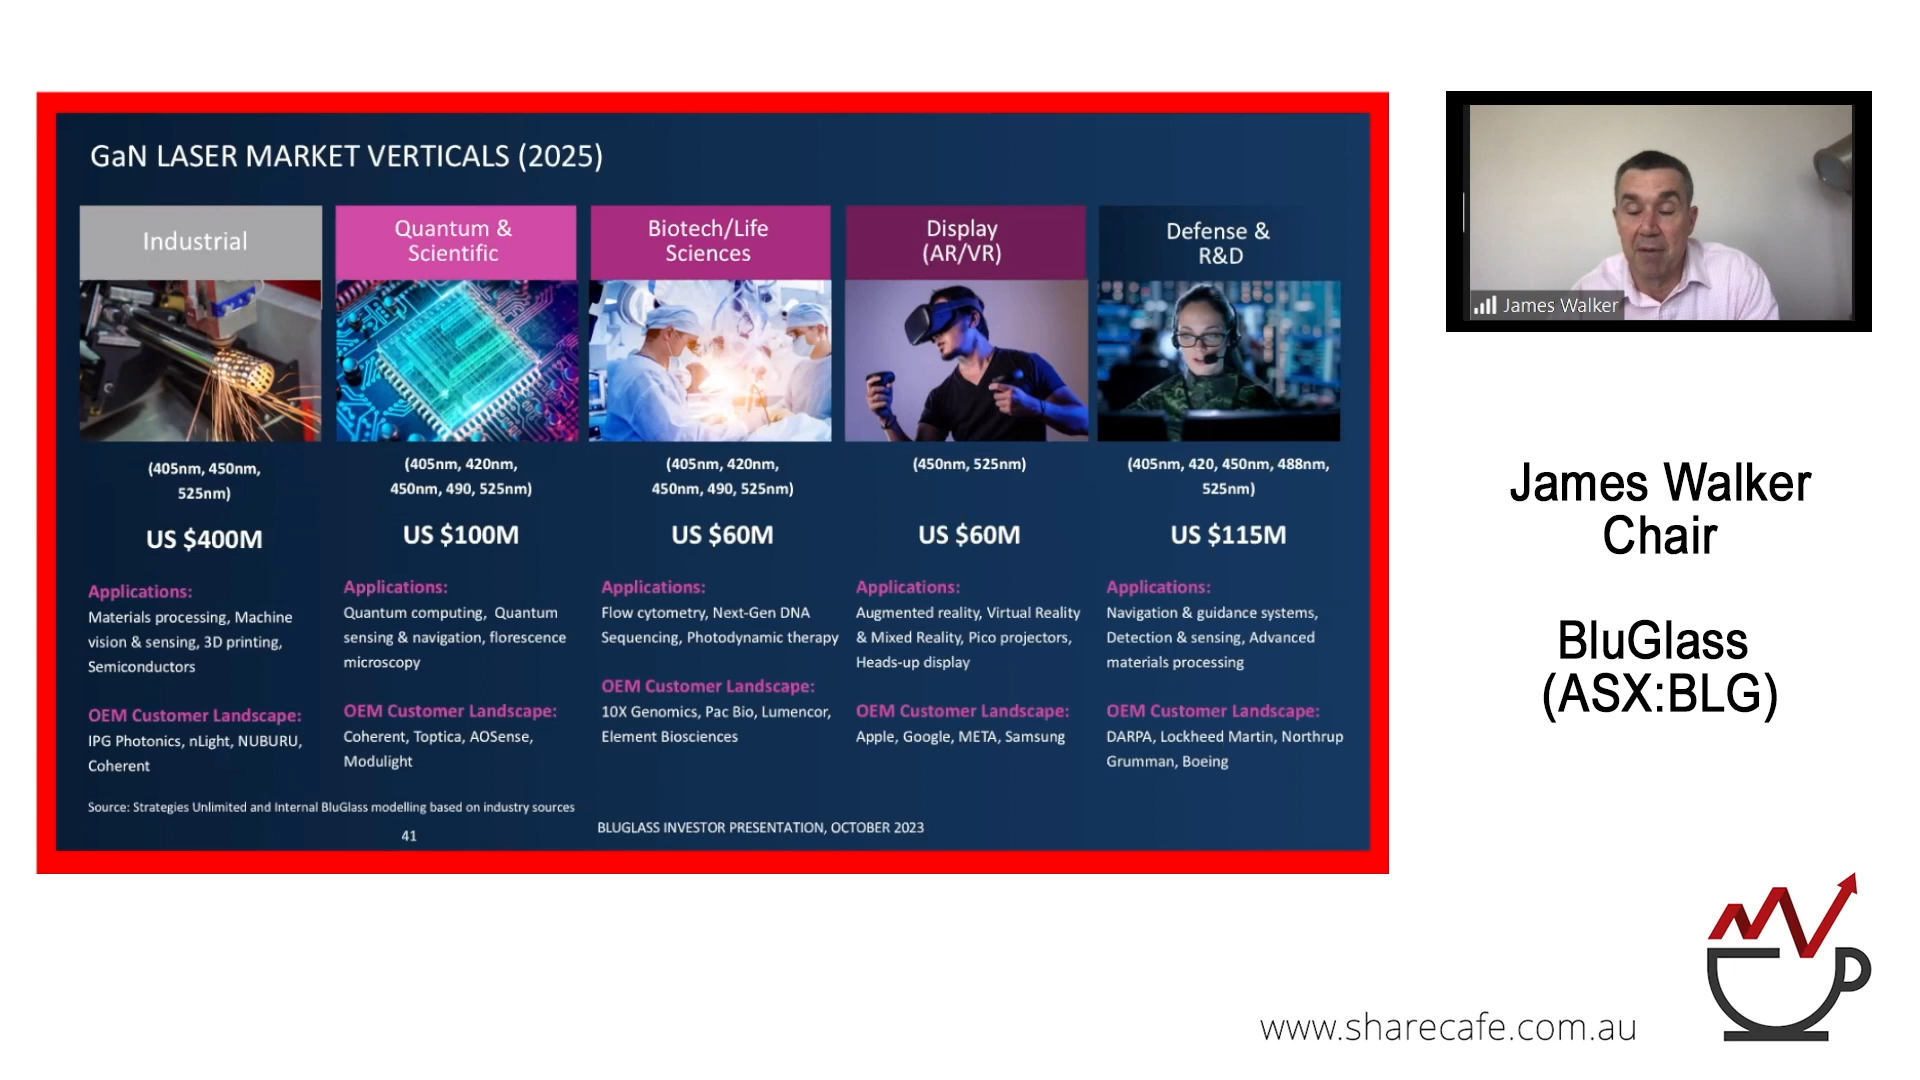 GaN LASER MARKET VERTICALS (2025)
Industrial
(405nm, 450nm,
525nm)
US $400M
Applications:
Materials processing, Machine
vision & sensing, 3D printing,
Semiconductors
OEM Customer Landscape:
IPG Photonics, nLight, NUBURU,
Coherent
Quantum &
Scientific
(405nm, 420nm,
450nm, 490, 525nm)
US $100M
Applications:
Quantum computing, Quantum
sensing & navigation, florescence
microscopy
OEM Customer Landscape:
Coherent, Toptica, AOSense,
Modulight
Biotech/Life
Sciences
(405nm, 420nm,
450nm, 490, 525nm)
US $60M
Applications:
Flow cytometry, Next-Gen DNA
Sequencing, Photodynamic therapy
OEM Customer Landscape:
10X Genomics, Pac Bio, Lumencor,
Element Biosciences
Display
(AR/VR)
(450nm, 525nm)
US $60M
Applications:
Augmented reality, Virtual Reality
& Mixed Reality, Pico projectors,
Heads-up display
OEM Customer Landscape:
Apple, Google, META, Samsung
Defense &
R&D
(405nm, 420, 450nm, 488nm,
525nm)
US $115M
Applications:
Navigation & guidance systems,
Detection & sensing, Advanced
materials processing
OEM Customer Landscape:
DARPA, Lockheed Martin, Northrup
Grumman, Boeing
Source: Strategies Unlimited and Internal BluGlass modelling based on industry sources
41
BLUGLASS INVESTOR PRESENTATION, OCTOBER 2023
James Walker
James Walker
Chair
BluGlass
(ASX:BLG)
www.sharecafe.com.au